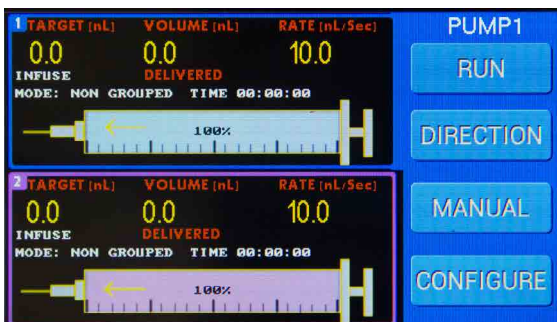 1 TARGET [nL] VOLUME [nL] RATE [nL/Sec]
0.0 0.0 10.0
INFUSE DELIVERED
MODE: NON GROUPED TIME 00:00:00
100%
2 TARGET [nL] VOLUME [nL] RATE [nL/Sec]
0.0 0.0 10.0
INFUSE DELIVERED
MODE: NON GROUPED TIME 00:00:00
100%
PUMP1
RUN
DIRECTION
MANUAL
CONFIGURE